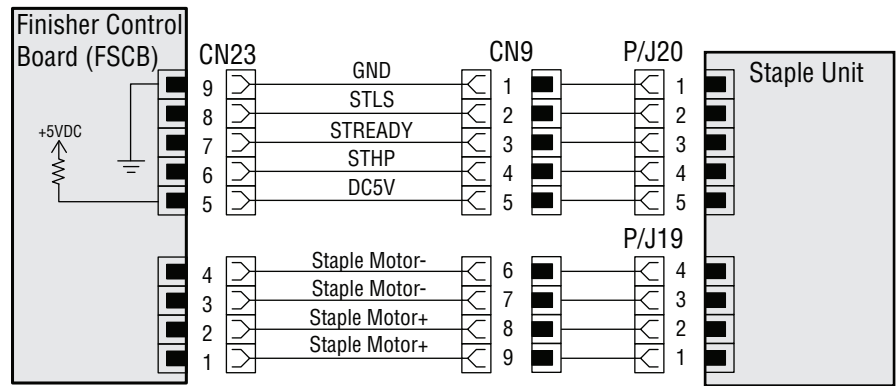 Finisher Control
Board (FSCB)
CN23
CN9
P/J20
Staple Unit
+5VDC
9 GND 1 1
8 STLS 2 2
7 STREADY 3 3
6 STHP 4 4
5 DC5V 5 5
P/J19
4 Staple Motor- 6 4
3 Staple Motor- 7 3
2 Staple Motor+ 8 2
1 Staple Motor+ 9 1